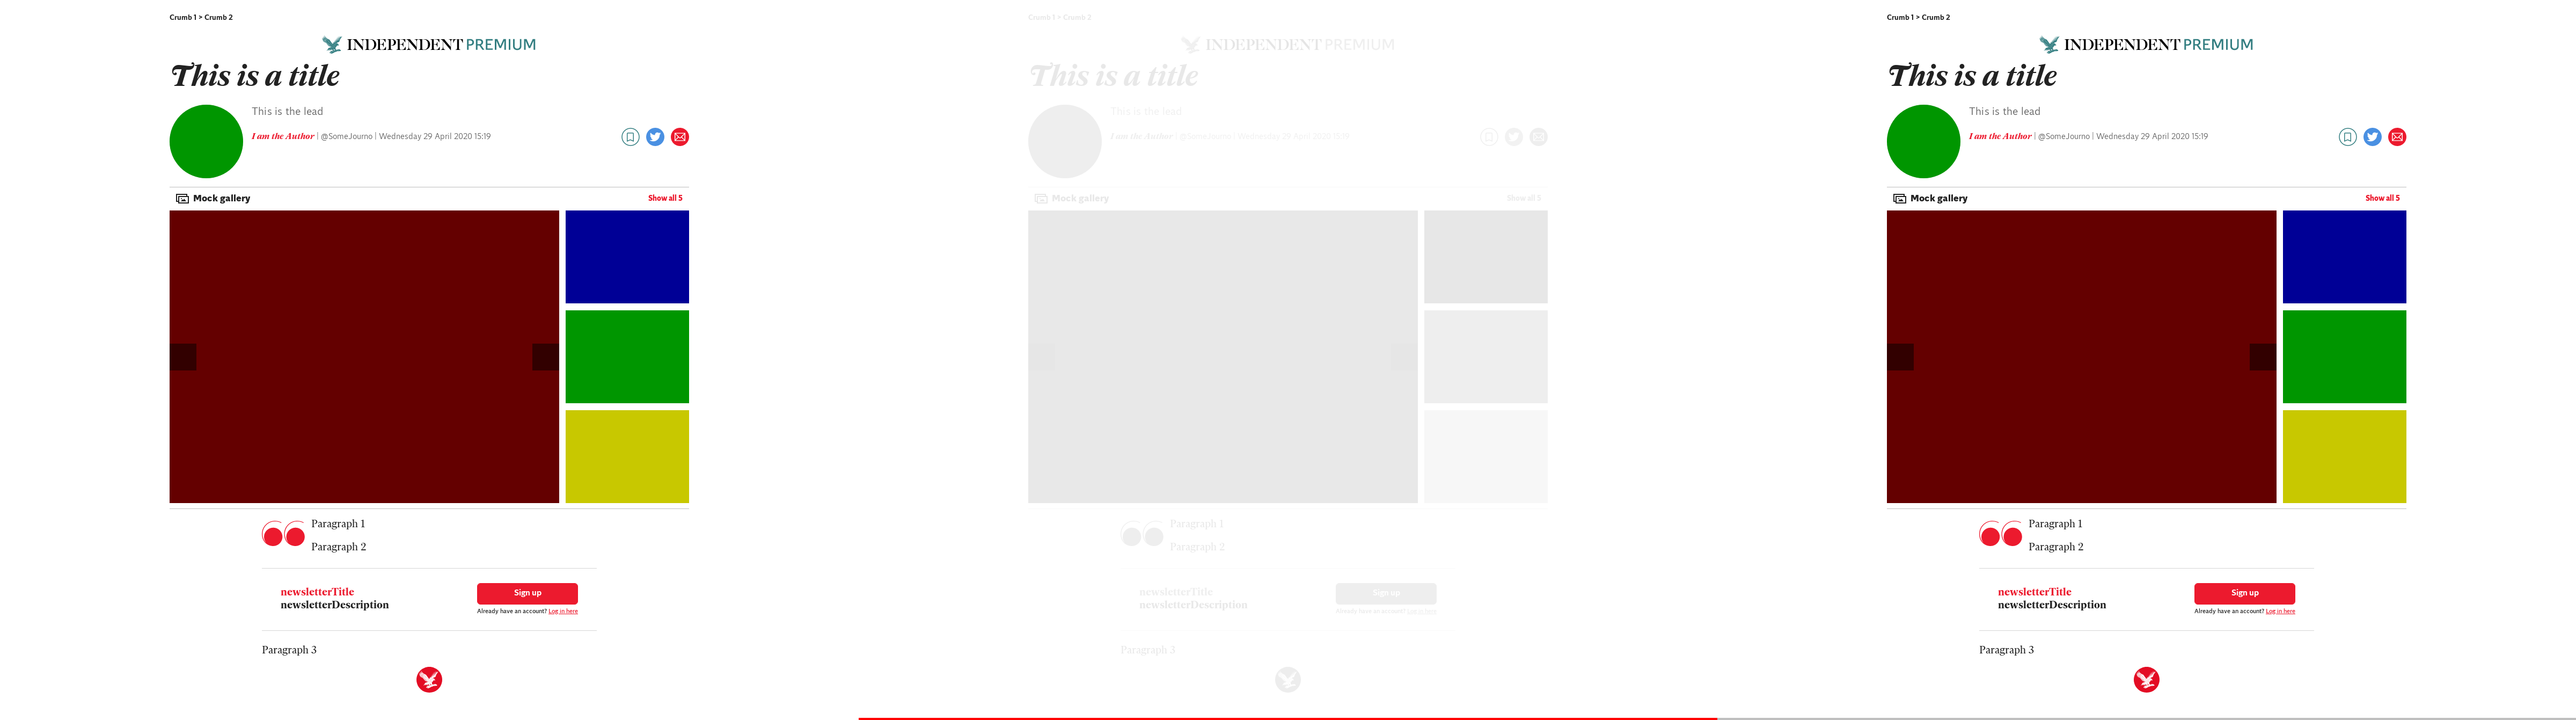 Crumb 1 > Crumb 2
INDEPENDENT PREMIUM
This is a title
This is the lead
I am the Author | @SomeJourno | Wednesday 29 April 2020 15:19
Mock gallery
Show all 5
Paragraph 1
Paragraph 2
newsletterTitle
newsletterDescription
Sign up
Already have an account? Log in here
Paragraph 3
Crumb 1 > Crumb 2
INDEPENDENT PREMIUM
This is a title
This is the lead
I am the Author | @SomeJourno | Wednesday 29 April 2020 15:19
Mock gallery
Show all 5
Paragraph 1
Paragraph 2
newsletterTitle
newsletterDescription
Sign up
Already have an account? Log in here
Paragraph 3
Crumb 1 > Crumb 2
INDEPENDENT PREMIUM
This is a title
This is the lead
I am the Author | @SomeJourno | Wednesday 29 April 2020 15:19
Mock gallery
Show all 5
Paragraph 1
Paragraph 2
newsletterTitle
newsletterDescription
Sign up
Already have an account? Log in here
Paragraph 3